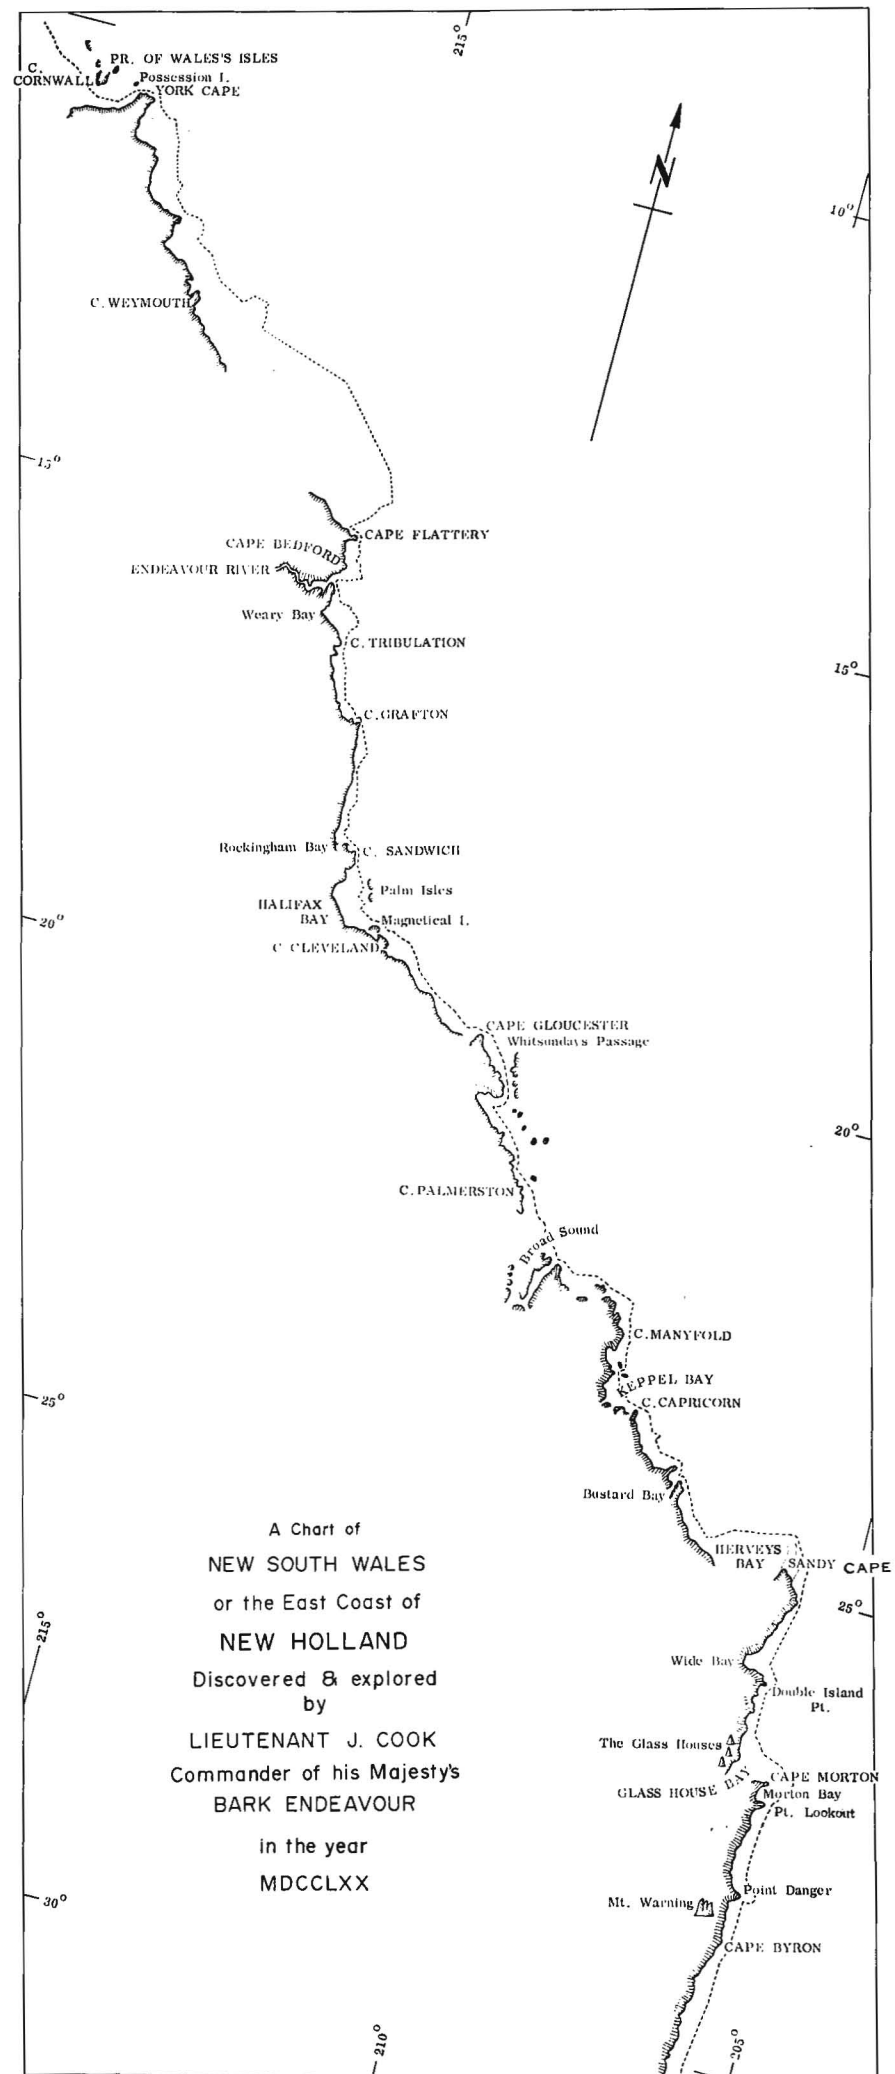 215°
PR. OF WALES'S ISLES
C.
CORNWALL
Possession I.
YORK CAPE
N
10°
C. WEYMOUTH
15°
CAPE FLATTERY
CAPE BEDFORD
ENDEAVOUR RIVER
Weary Bay
C. TRIBULATION
15°
C. GRAFTON
Rockingham Bay
C. SANDWICH
Palm Isles
HALIFAX
BAY
Magnetical I.
20°
C CLEVELAND
CAPE GLOUCESTER
Whitsundays Passage
20°
C. PALMERSTON
Broad Sound
C. MANYFOLD
KEPPEL BAY
25°
C. CAPRICORN
Bustard Bay
HERVEYS
BAY
SANDY CAPE
25°
A Chart of
NEW SOUTH WALES
or the East Coast of
NEW HOLLAND
Discovered & explored
by
LIEUTENANT J. COOK
Commander of his Majesty's
BARK ENDEAVOUR
in the year
MDCCLXX
215°
Wide Bay
Double Island
Pt.
The Glass Houses
GLASS HOUSE BAY
CAPE MORTON
Morton Bay
Pt. Lookout
30°
Mt. Warning
Point Danger
CAPE BYRON
210°
205°